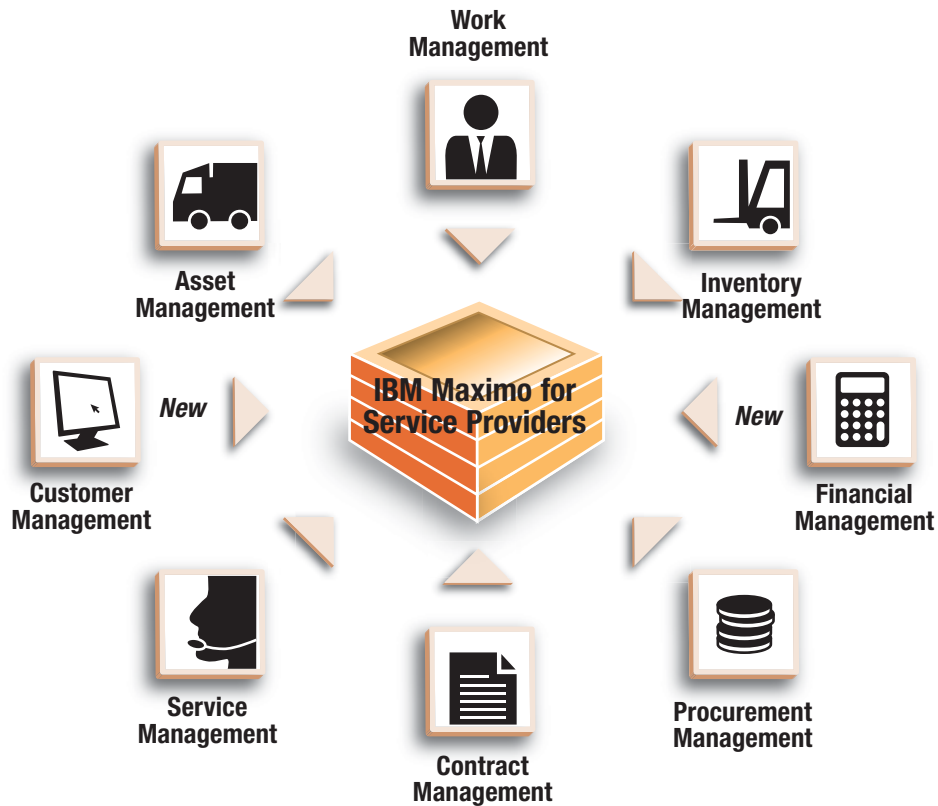 Work
Management
Asset
Management
Inventory
Management
IBM Maximo for
Service Providers
New
New
Customer
Management
Financial
Management
Service
Management
Procurement
Management
Contract
Management